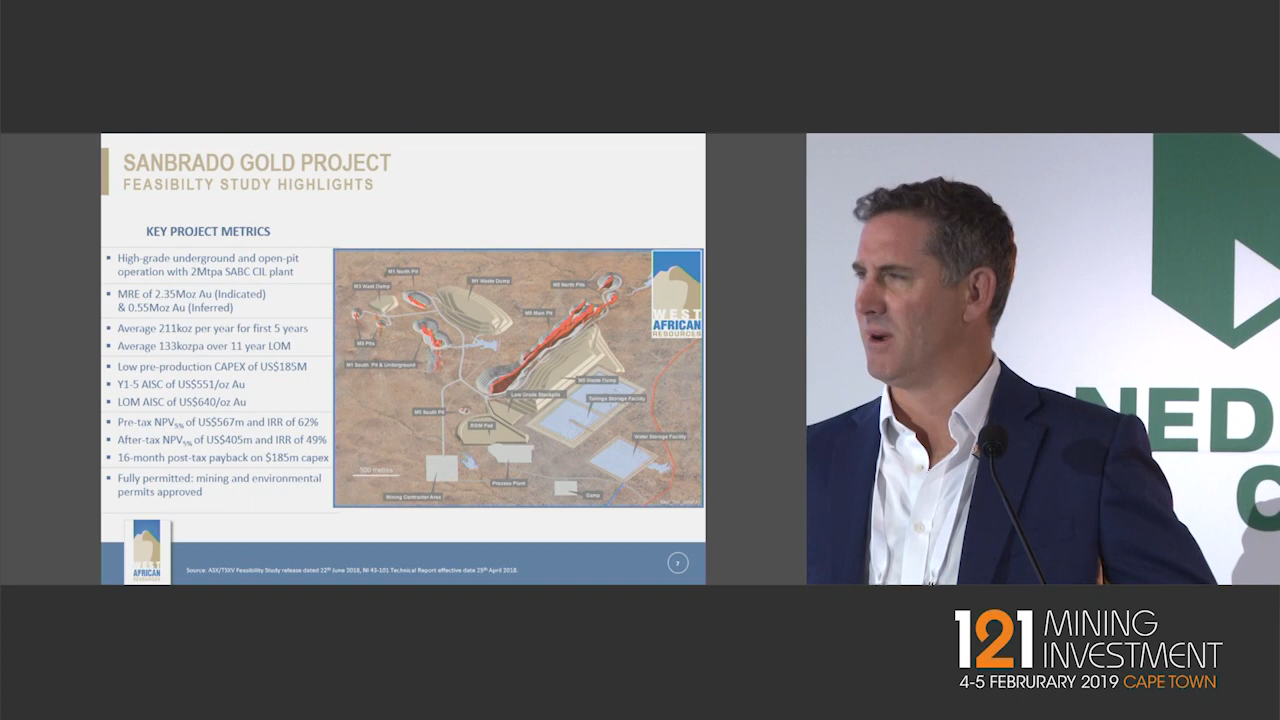 SANBRADO GOLD PROJECT
FEASIBILTY STUDY HIGHLIGHTS
KEY PROJECT METRICS
▪ High-grade underground and open-pit
operation with 2Mtpa SABC CIL plant
▪ MRE of 2.35Moz Au (Indicated)
& 0.55Moz Au (Inferred)
▪ Average 211koz per year for first 5 years
▪ Average 133kozpa over 11 year LOM
▪ Low pre-production CAPEX of US$185M
▪ Y1-5 AISC of US$551/oz Au
▪ LOM AISC of US$640/oz Au
▪ Pre-tax NPV5% of US$567m and IRR of 62%
▪ After-tax NPV5% of US$405m and IRR of 49%
▪ 16-month post-tax payback on $185m capex
▪ Fully permitted: mining and environmental
permits approved
M1 North Pit
M3 Wast Dump
M1 Waste Dump
M5 North Pits
M5 Main Pit
M3 Pits
M1 South Pit & Underground
M5 Waste Dump
Low Grade Stockpile
Tailings Storage Facility
M5 South Pit
ROM Pad
Water Storage Facility
500 metres
Process Plant
Mining Contractor Area
Camp
WEST
AFRICAN
RESOURCES
WEST
AFRICAN
RESOURCES
Source: ASX/TSXV Feasibility Study release dated 22th June 2018, NI 43-101 Technical Report effective date 25th April 2018.
7
NED
C
121 MINING
INVESTMENT
4-5 FEBRURARY 2019 CAPE TOWN